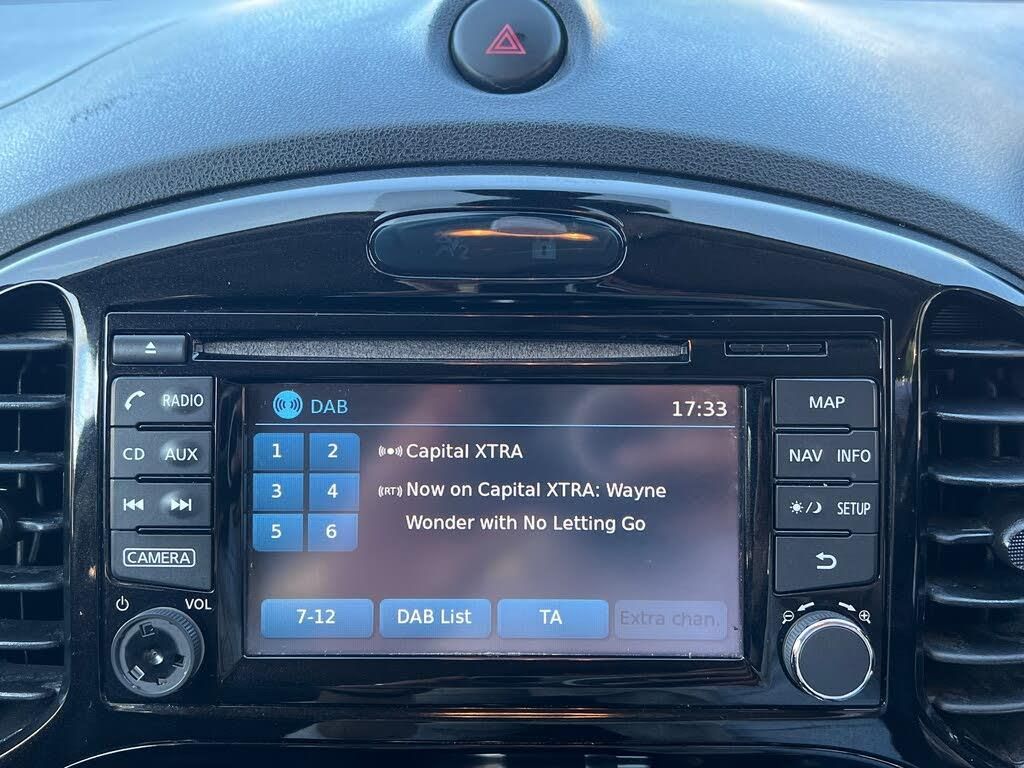 RADIO
CD AUX
CAMERA
VOL
DAB
17:33
1 2
3 4
5 6
Capital XTRA
(RT) Now on Capital XTRA: Wayne
Wonder with No Letting Go
7-12
DAB List
TA
Extra chan.
MAP
NAV INFO
SETUP